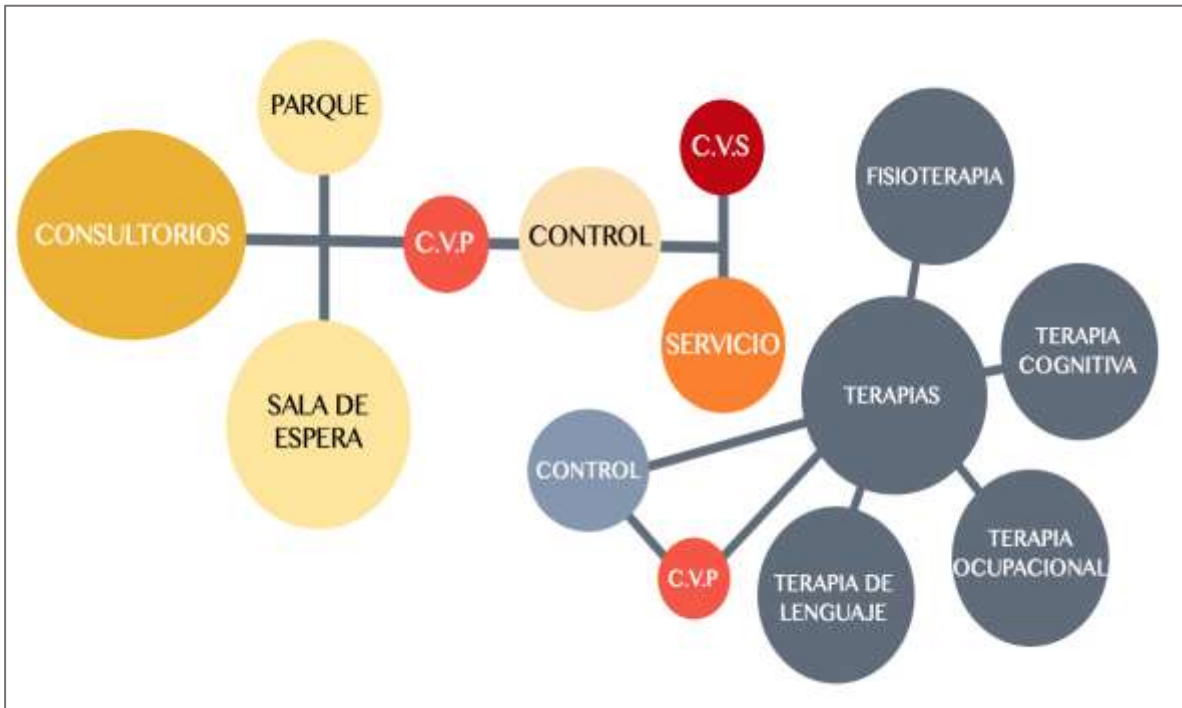 PARQUE
CONSULTORIOS
C.V.P
CONTROL
C.V.S
SERVICIO
SALA DE
ESPERA
FISIOTERAPIA
TERAPIA
COGNITIVA
TERAPIAS
CONTROL
C.V.P
TERAPIA DE
LENGUAJE
TERAPIA
OCUPACIONAL